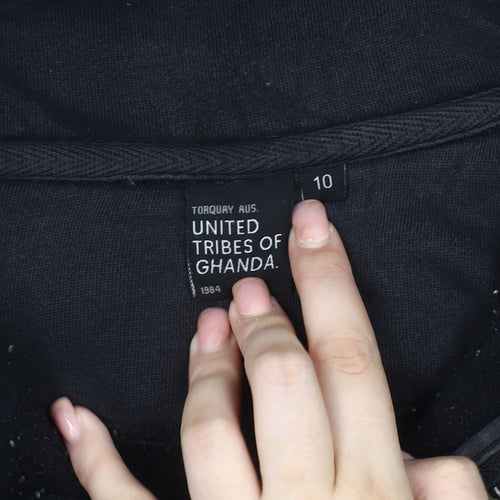 TORQUAY AUS.
UNITED
TRIBES OF
GHANDA.
1984
10